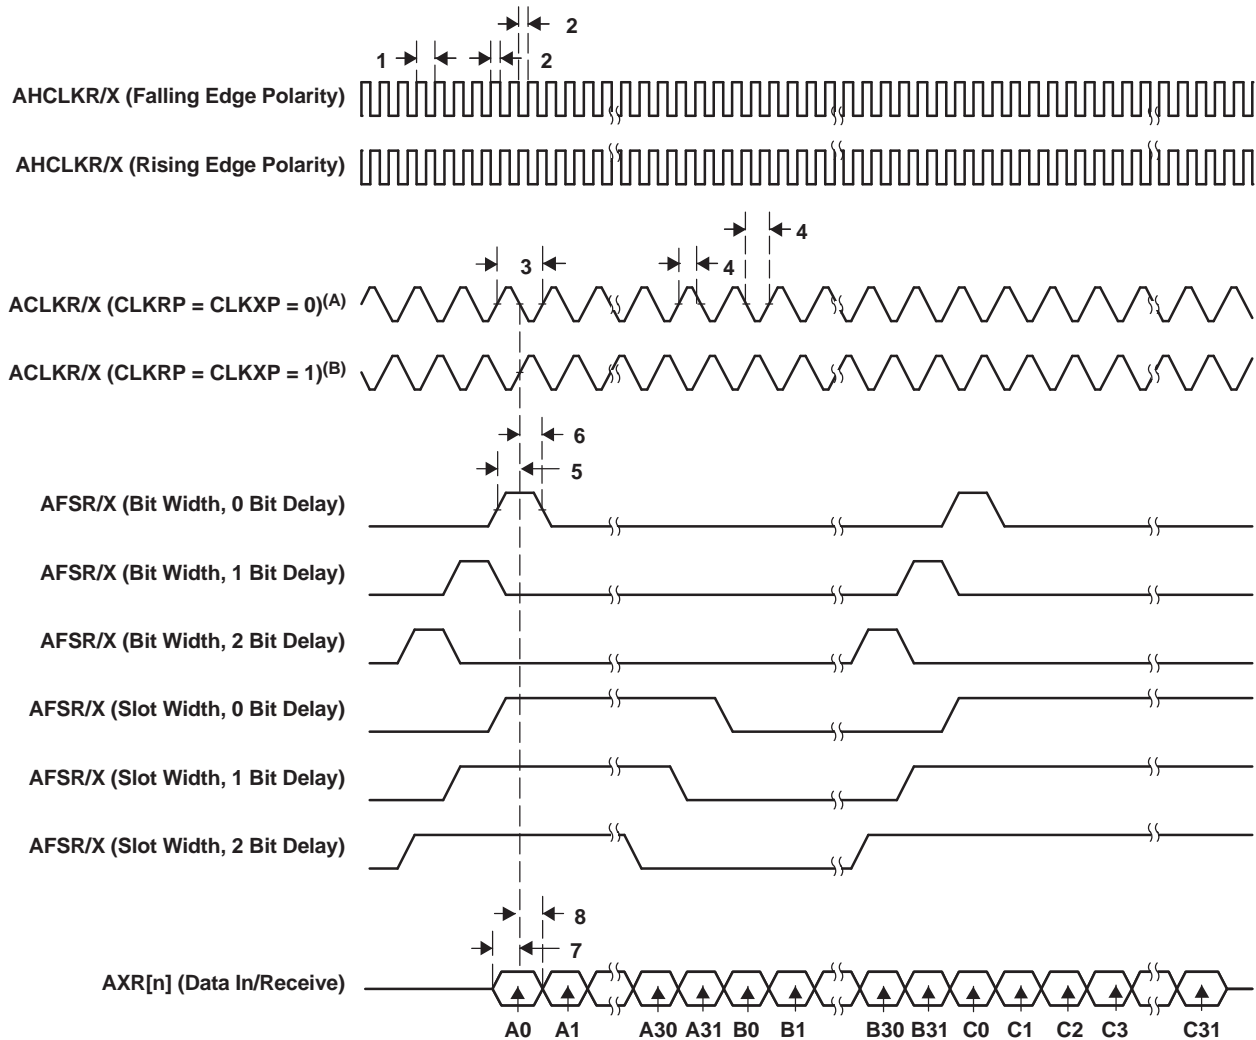 2
1
2
AHCLKR/X (Falling Edge Polarity)
AHCLKR/X (Rising Edge Polarity)
4
3
4
ACLKR/X (CLKRP = CLKXP = 0)(A)
ACLKR/X (CLKRP = CLKXP = 1)(B)
6
5
AFSR/X (Bit Width, 0 Bit Delay)
AFSR/X (Bit Width, 1 Bit Delay)
AFSR/X (Bit Width, 2 Bit Delay)
AFSR/X (Slot Width, 0 Bit Delay)
AFSR/X (Slot Width, 1 Bit Delay)
AFSR/X (Slot Width, 2 Bit Delay)
8
7
AXR[n] (Data In/Receive)
A0 A1 A30 A31 B0 B1 B30 B31 C0 C1 C2 C3 C31